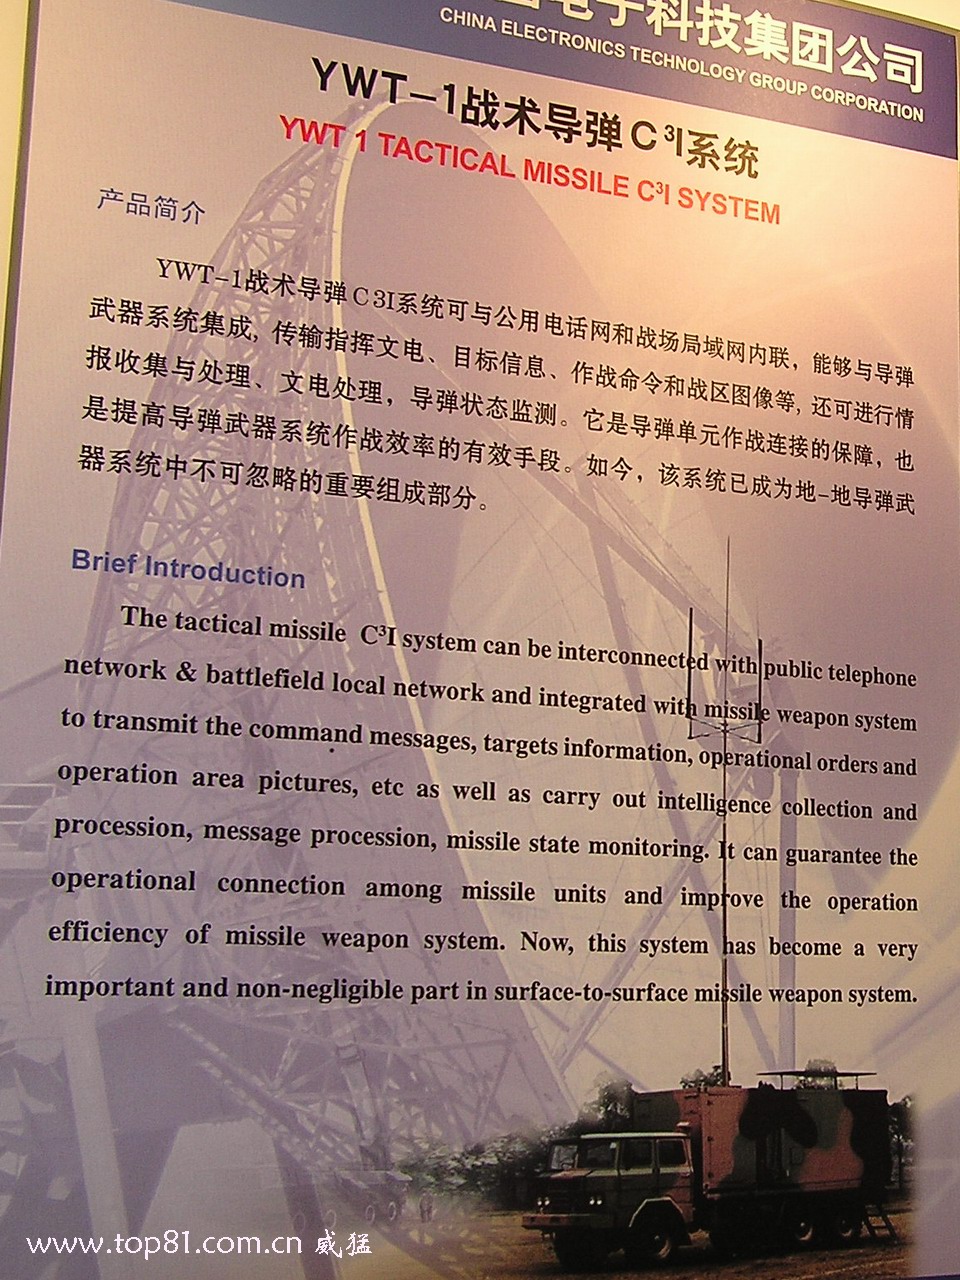 电子科技集团公司
CHINA ELECTRONICS TECHNOLOGY GROUP CORPORATION
YWT-1战术导弹C³I系统
YWT 1 TACTICAL MISSILE C³I SYSTEM
产品简介
YWT-1战术导弹C3I系统可与公用电话网和战场局域网内联，能够与导弹
武器系统集成, 传输指挥文电、目标信息、作战命令和战区图像等, 还可进行情
报收集与处理、文电处理，导弹状态监测。它是导弹单元作战连接的保障，也
是提高导弹武器系统作战效率的有效手段。如今，该系统已成为地-地导弹武
器系统中不可忽略的重要组成部分。
Brief Introduction
The tactical missile C³I system can be interconnected with public telephone
network & battlefield local network and integrated with missile weapon system
to transmit the command messages, targets information, operational orders and
operation area pictures, etc as well as carry out intelligence collection and
procession, message procession, missile state monitoring. It can guarantee the
operational connection among missile units and improve the operation
efficiency of missile weapon system. Now, this system has become a very
important and non-negligible part in surface-to-surface missile weapon system.
www.top81.com.cn 威猛